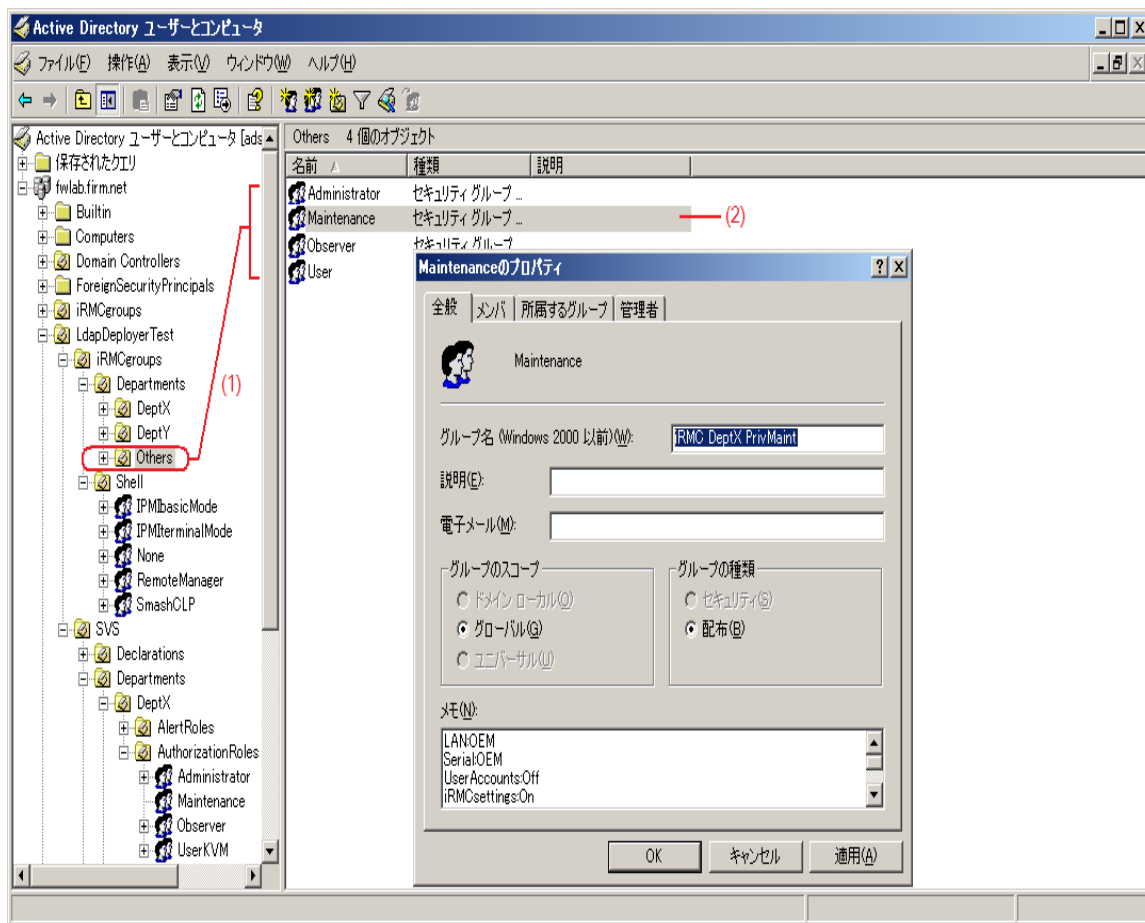 Active Directory ユーザーとコンピュータ
ファイル(F) 操作(A) 表示(V) ウィンドウ(W) ヘルプ(H)
Active Directory ユーザーとコンピュータ [ads
保存されたクエリ
fwlab.firm.net
Builtin
Computers
Domain Controllers
ForeignSecurityPrincipals
iRMCgroups
LdapDeployerTest
iRMCgroups
Departments
DeptX
DeptY
Others
Shell
IPMIbasicMode
IPMIterminalMode
None
RemoteManager
SmashCLP
SVS
Declarations
Departments
DeptX
AlertRoles
AuthorizationRoles
Administrator
Maintenance
Observer
UserKVM
(1)
Others 4 個のオブジェクト
名前 種類 説明
Administrator セキュリティ グループ ...
Maintenance セキュリティ グループ ...
(2)
Observer セキュリティ グループ
User
Maintenanceのプロパティ
全般 メンバ 所属するグループ 管理者
Maintenance
グループ名 (Windows 2000 以前)(W): iRMC DeptX PrivMaint
説明(E):
電子メール(M):
グループのスコープ
ドメイン ローカル(O)
グローバル(G)
ユニバーサル(U)
グループの種類
セキュリティ(S)
配布(B)
メモ(N):
LAN:OEM
Serial:OEM
UserAccounts:Off
iRMCsettings:On
OK キャンセル 適用(A)